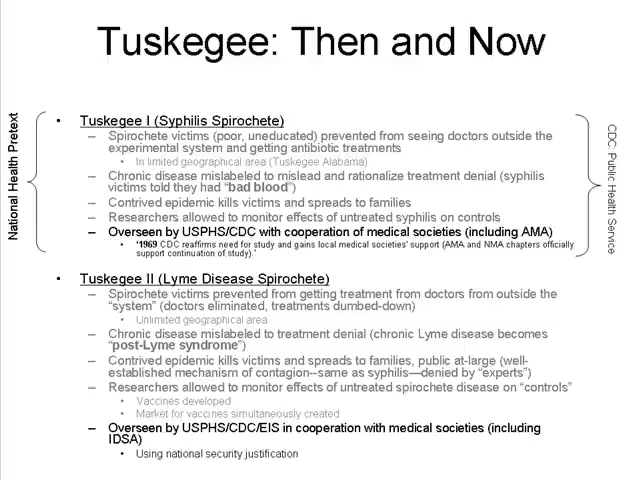 Tuskegee: Then and Now
National Health Pretext
CDC: Public Health Service
• Tuskegee I (Syphilis Spirochete)
– Spirochete victims (poor, uneducated) prevented from seeing doctors outside the
experimental system and getting antibiotic treatments
• In limited geographical area (Tuskegee Alabama)
– Chronic disease mislabeled to mislead and rationalize treatment denial (syphilis
victims told they had “bad blood”)
– Contrived epidemic kills victims and spreads to families
– Researchers allowed to monitor effects of untreated syphilis on controls
– Overseen by USPHS/CDC with cooperation of medical societies (including AMA)
• '1969 CDC reaffirms need for study and gains local medical societies' support (AMA and NMA chapters officially
support continuation of study).'
• Tuskegee II (Lyme Disease Spirochete)
– Spirochete victims prevented from getting treatment from doctors from outside the
“system” (doctors eliminated, treatments dumbed-down)
• Unlimited geographical area
– Chronic disease mislabeled to treatment denial (chronic Lyme disease becomes
“post-Lyme syndrome”)
– Contrived epidemic kills victims and spreads to families, public at-large (well-
established mechanism of contagion--same as syphilis—denied by “experts”)
– Researchers allowed to monitor effects of untreated spirochete disease on “controls”
• Vaccines developed
• Market for vaccines simultaneously created
– Overseen by USPHS/CDC/EIS in cooperation with medical societies (including
IDSA)
• Using national security justification